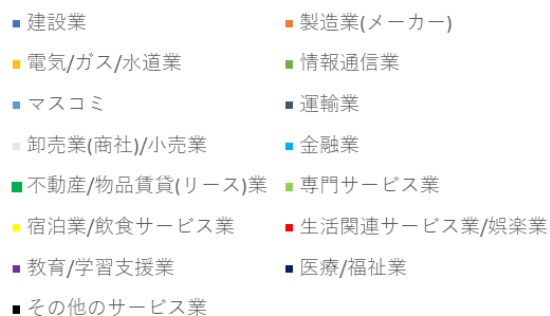 建設業
製造業(メーカー)
電気/ガス/水道業
情報通信業
マスコミ
運輸業
卸売業(商社)/小売業
金融業
不動産/物品賃貸(リース)業
専門サービス業
宿泊業/飲食サービス業
生活関連サービス業/娯楽業
教育/学習支援業
医療/福祉業
その他のサービス業